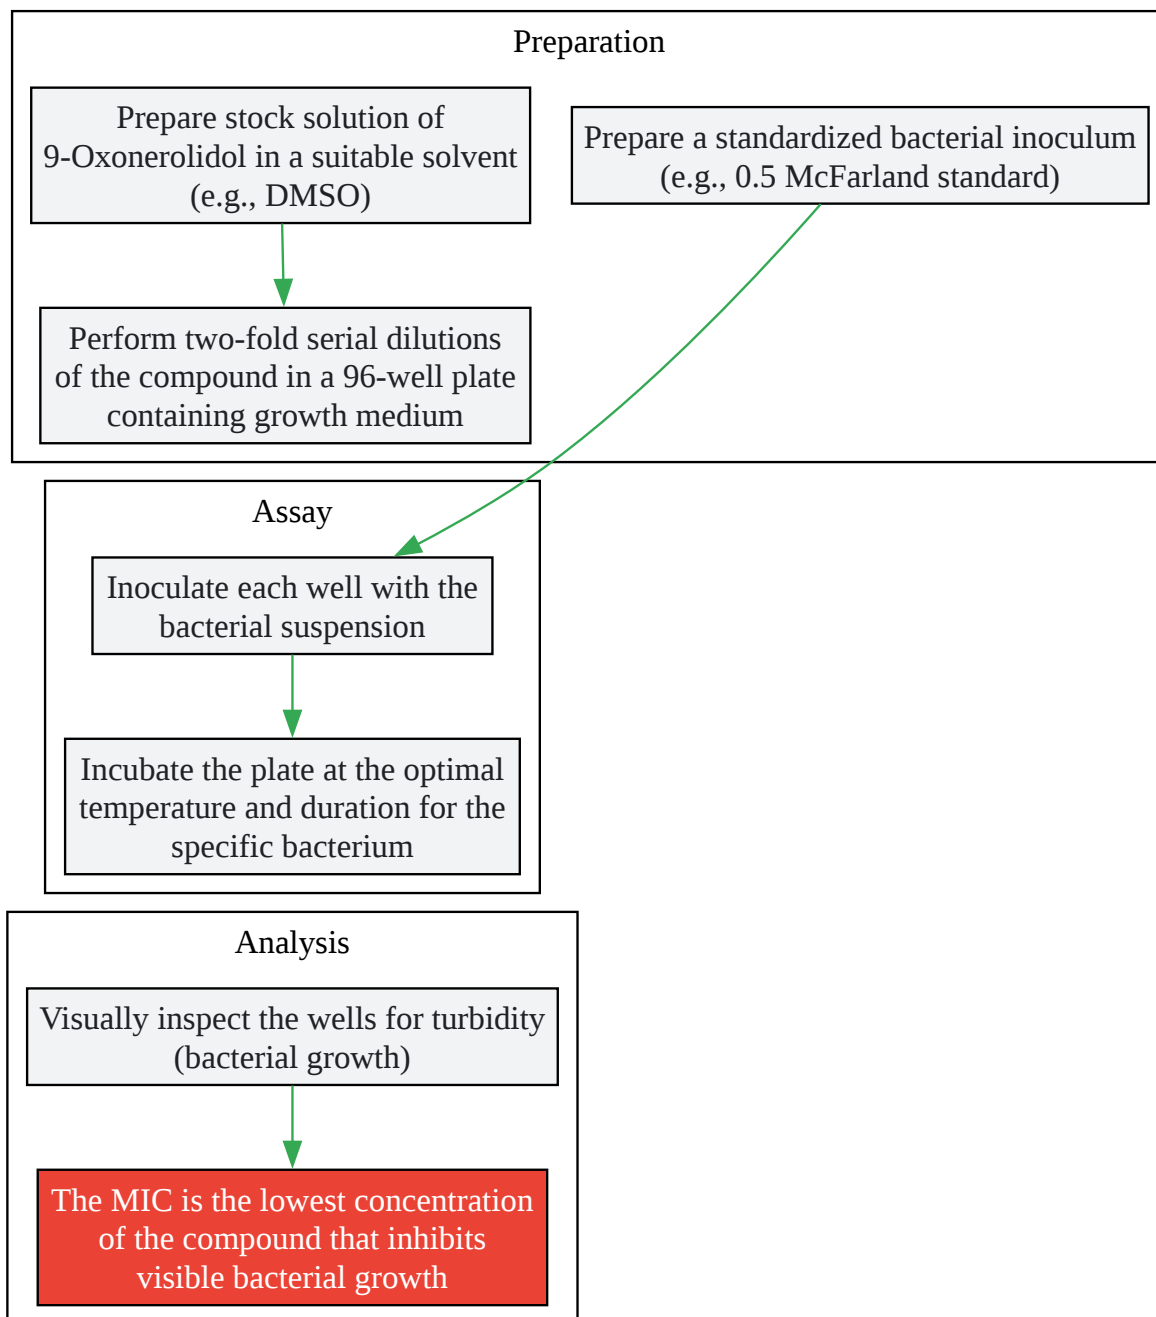 Preparation
Prepare stock solution of
9-Oxonerolidol in a suitable solvent
(e.g., DMSO)
Prepare a standardized bacterial inoculum
(e.g., 0.5 McFarland standard)
Perform two-fold serial dilutions
of the compound in a 96-well plate
containing growth medium
Assay
Inoculate each well with the
bacterial suspension
Incubate the plate at the optimal
temperature and duration for the
specific bacterium
Analysis
Visually inspect the wells for turbidity
(bacterial growth)
The MIC is the lowest concentration
of the compound that inhibits
visible bacterial growth